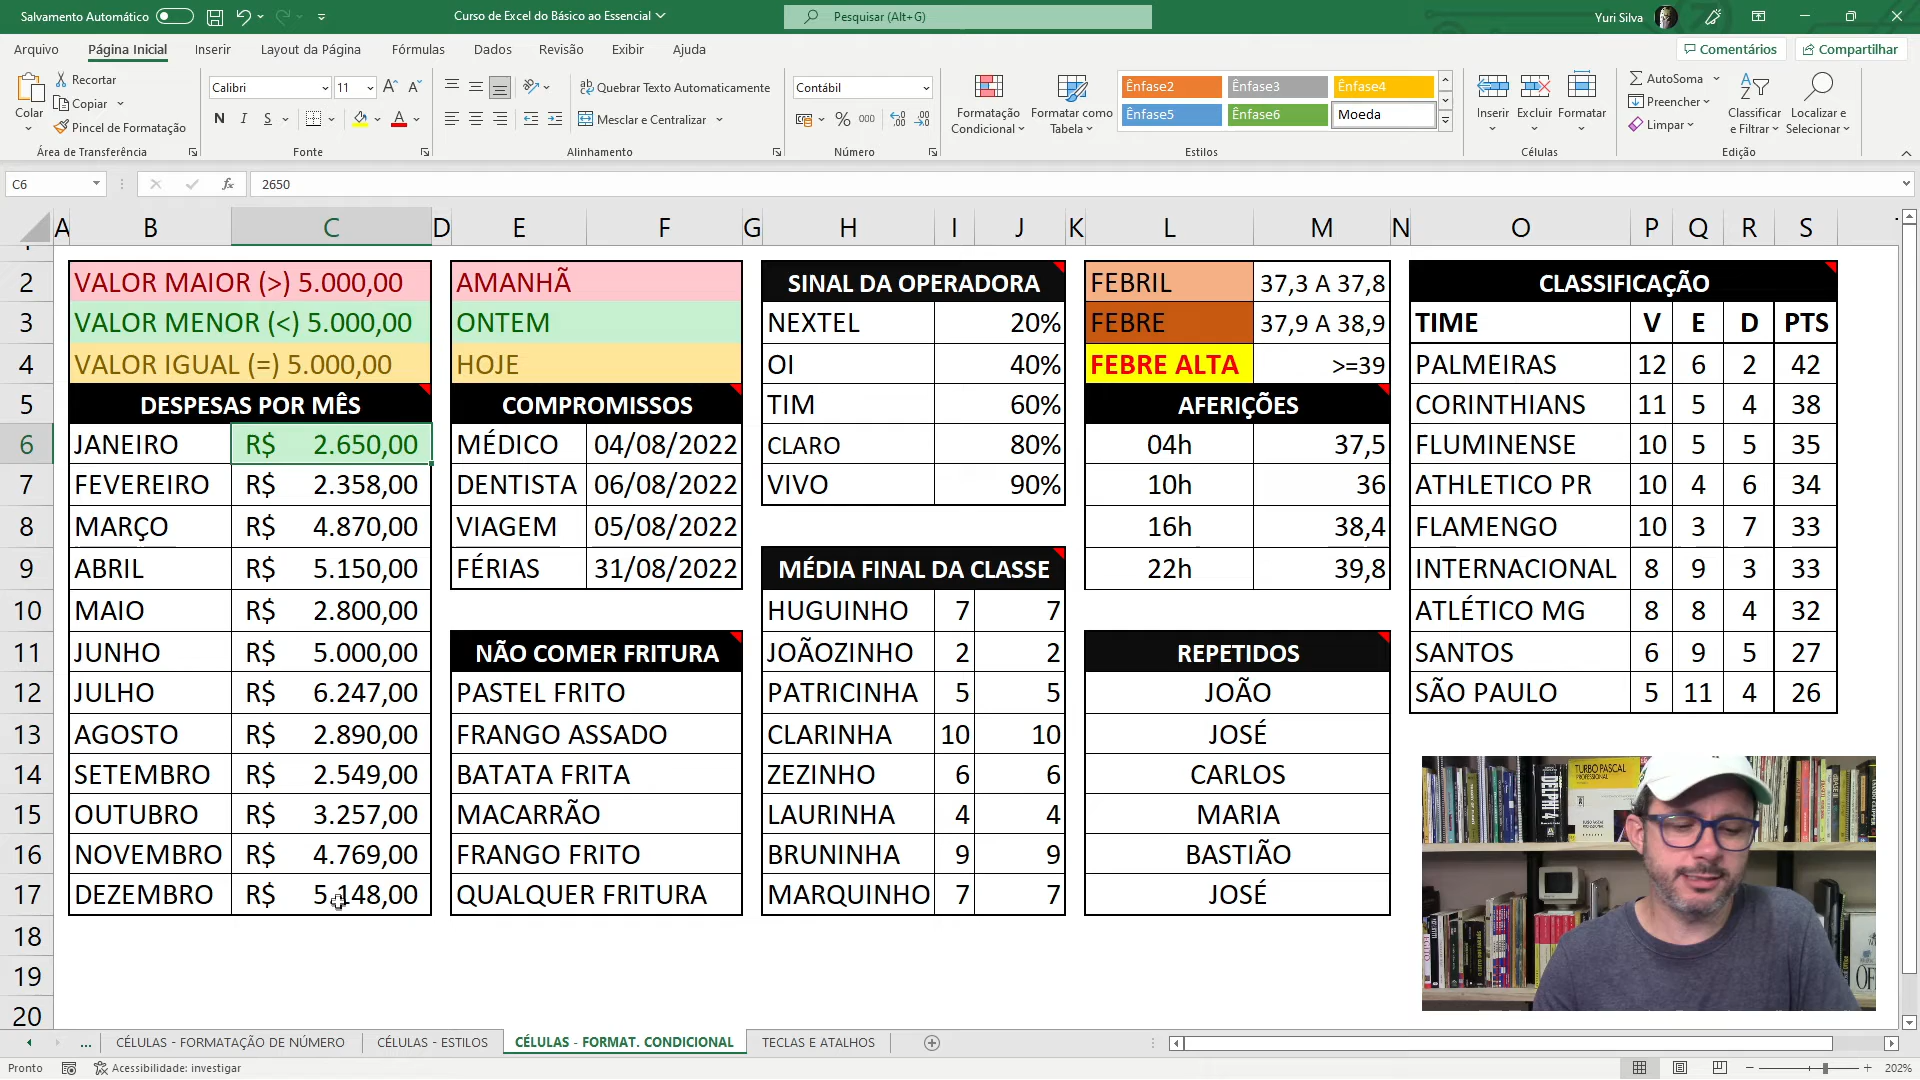 Salvamento Automático
Curso de Excel do Básico ao Essencial
Pesquisar (Alt+G)
Yuri Silva
Arquivo
Página Inicial
Inserir
Layout da Página
Fórmulas
Dados
Revisão
Exibir
Ajuda
Comentários
Compartilhar
Colar
Recortar
Copiar
Pincel de Formatação
Área de Transferência
Calibri
11
N I S
Fonte
Quebrar Texto Automaticamente
Mesclar e Centralizar
Alinhamento
Contábil
% 000
Número
Formatação Condicional
Formatar como Tabela
Ênfase2 Ênfase3 Ênfase4
Ênfase5 Ênfase6 Moeda
Estilos
Inserir
Excluir
Formatar
Células
AutoSoma
Preencher
Limpar
Classificar e Filtrar
Localizar e Selecionar
Edição
C6
fx
2650
A B C D E F G H I J K L M N O P Q R S
2
3
4
5
6
7
8
9
10
11
12
13
14
15
16
17
18
19
20
VALOR MAIOR (>) 5.000,00
VALOR MENOR (<) 5.000,00
VALOR IGUAL (=) 5.000,00
DESPESAS POR MÊS
JANEIRO R$ 2.650,00
FEVEREIRO R$ 2.358,00
MARÇO R$ 4.870,00
ABRIL R$ 5.150,00
MAIO R$ 2.800,00
JUNHO R$ 5.000,00
JULHO R$ 6.247,00
AGOSTO R$ 2.890,00
SETEMBRO R$ 2.549,00
OUTUBRO R$ 3.257,00
NOVEMBRO R$ 4.769,00
DEZEMBRO R$ 5.148,00
AMANHÃ
ONTEM
HOJE
COMPROMISSOS
MÉDICO 04/08/2022
DENTISTA 06/08/2022
VIAGEM 05/08/2022
FÉRIAS 31/08/2022
NÃO COMER FRITURA
PASTEL FRITO
FRANGO ASSADO
BATATA FRITA
MACARRÃO
FRANGO FRITO
QUALQUER FRITURA
SINAL DA OPERADORA
NEXTEL 20%
OI 40%
TIM 60%
CLARO 80%
VIVO 90%
MÉDIA FINAL DA CLASSE
HUGUINHO 7 7
JOÃOZINHO 2 2
PATRICINHA 5 5
CLARINHA 10 10
ZEZINHO 6 6
LAURINHA 4 4
BRUNINHA 9 9
MARQUINHO 7 7
FEBRIL 37,3 A 37,8
FEBRE 37,9 A 38,9
FEBRE ALTA >=39
AFERIÇÕES
04h 37,5
10h 36
16h 38,4
22h 39,8
REPETIDOS
JOÃO
JOSÉ
CARLOS
MARIA
BASTIÃO
JOSÉ
CLASSIFICAÇÃO
TIME V E D PTS
PALMEIRAS 12 6 2 42
CORINTHIANS 11 5 4 38
FLUMINENSE 10 5 5 35
ATHLETICO PR 10 4 6 34
FLAMENGO 10 3 7 33
INTERNACIONAL 8 9 3 33
ATLÉTICO MG 8 8 4 32
SANTOS 6 9 5 27
SÃO PAULO 5 11 4 26
TURBO PASCAL
DELPHI 4
... CÉLULAS - FORMATAÇÃO DE NÚMERO
CÉLULAS - ESTILOS
CÉLULAS - FORMAT. CONDICIONAL
TECLAS E ATALHOS
Pronto
Acessibilidade: investigar
202%